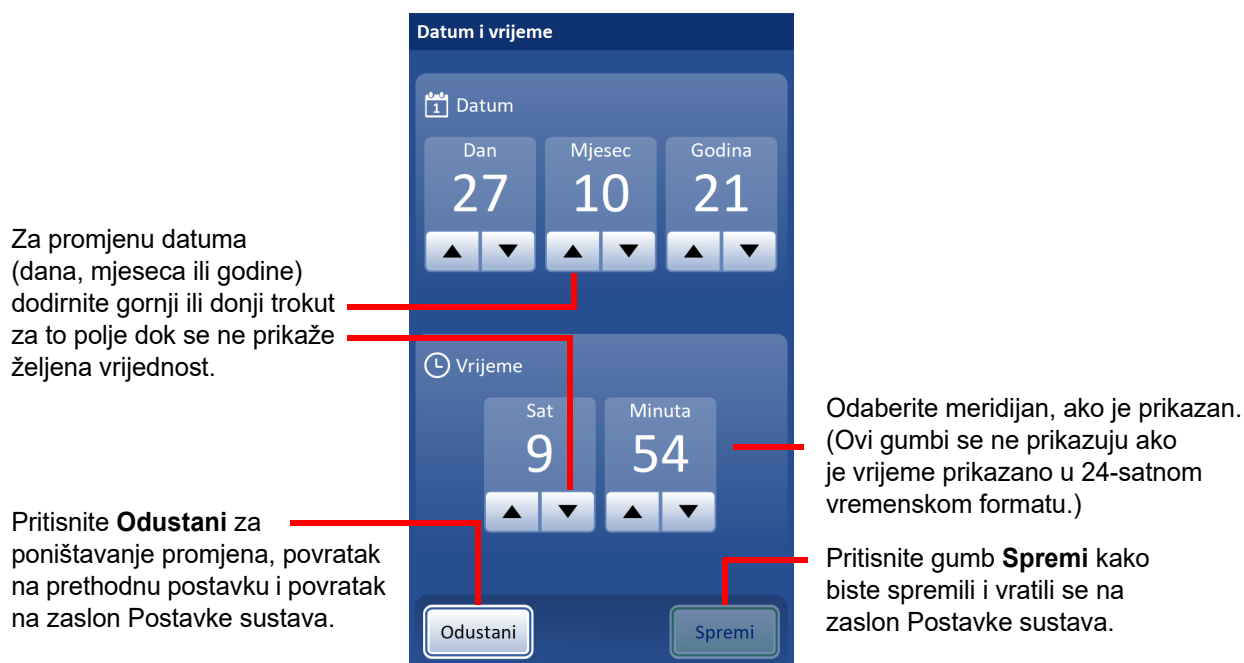 Datum i vrijeme
1 Datum
Dan Mjesec Godina
27 10 21
Za promjenu datuma
(dana, mjeseca ili godine)
dodirnite gornji ili donji trokut
za to polje dok se ne prikaže
željena vrijednost.
Vrijeme
Sat Minuta
9 54
Odaberite meridijan, ako je prikazan.
(Ovi gumbi se ne prikazuju ako
je vrijeme prikazano u 24-satnom
vremenskom formatu.)
Pritisnite Odustani za
poništavanje promjena, povratak
na prethodnu postavku i povratak
na zaslon Postavke sustava.
Pritisnite gumb Spremi kako
biste spremili i vratili se na
zaslon Postavke sustava.
Odustani Spremi